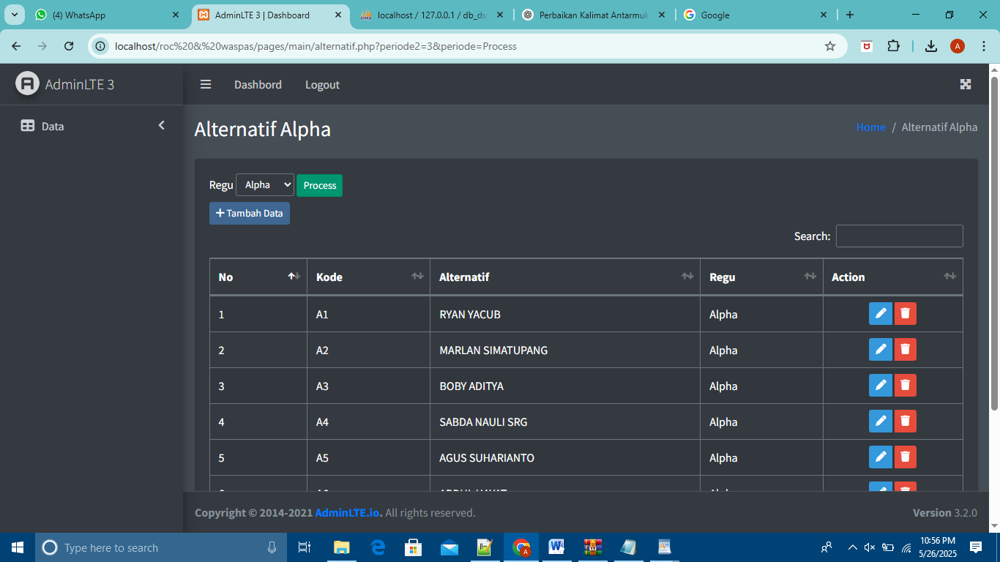 (4) WhatsApp
AdminLTE 3 | Dashboard
localhost / 127.0.0.1 / db_ds
Perbaikan Kalimat Antarmuk
Google
localhost/roc%20&%20waspas/pages/main/alternatif.php?periode2=3&periode=Process
A
AdminLTE 3
Dashbord
Logout
Data
Alternatif Alpha
Home / Alternatif Alpha
Regu Alpha Process
Tambah Data
Search:
No Kode Alternatif Regu Action
1 A1 RYAN YACUB Alpha
2 A2 MARLAN SIMATUPANG Alpha
3 A3 BOBY ADITYA Alpha
4 A4 SABDA NAULI SRG Alpha
5 A5 AGUS SUHARIANTO Alpha
Copyright © 2014-2021 AdminLTE.io. All rights reserved.
Version 3.2.0
Type here to search
10:56 PM
5/26/2025